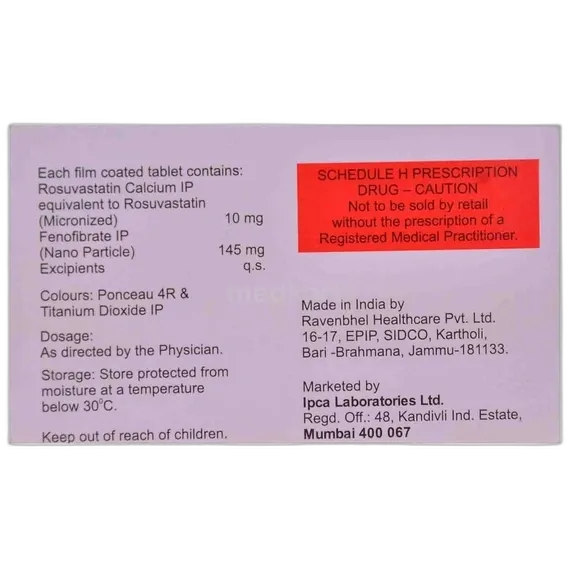 Each film coated tablet contains:
Rosuvastatin Calcium IP
equivalent to Rosuvastatin
(Micronized) 10 mg
Fenofibrate IP
(Nano Particle) 145 mg
Excipients q.s.
Colours: Ponceau 4R &
Titanium Dioxide IP
Dosage:
As directed by the Physician.
Storage: Store protected from
moisture at a temperature
below 30°C.
Keep out of reach of children.
SCHEDULE H PRESCRIPTION
DRUG – CAUTION
Not to be sold by retail
without the prescription of a
Registered Medical Practitioner.
Made in India by
Ravenbhel Healthcare Pvt. Ltd.
16-17, EPIP, SIDCO, Kartholi,
Bari -Brahmana, Jammu-181133.
Marketed by
Ipca Laboratories Ltd.
Regd. Off.: 48, Kandivli Ind. Estate,
Mumbai 400 067